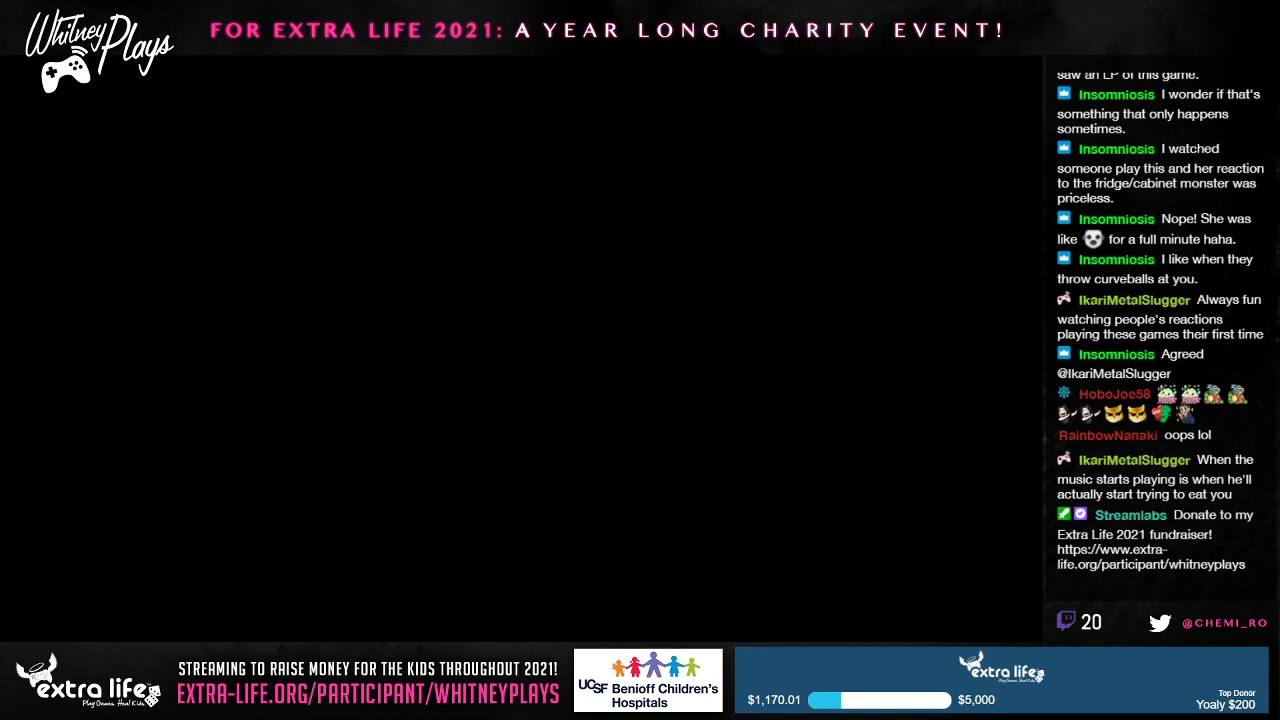 Whitney Plays
FOR EXTRA LIFE 2021: A YEAR LONG CHARITY EVENT!
saw an LP of this game.
Insomniosis I wonder if that's
something that only happens
sometimes.
Insomniosis I watched
someone play this and her reaction
to the fridge/cabinet monster was
priceless.
Insomniosis Nope! She was
like for a full minute haha.
Insomniosis I like when they
throw curveballs at you.
IkariMetalSlugger Always fun
watching people's reactions
playing these games their first time
Insomniosis Agreed
@IkariMetalSlugger
HoboJoe58
RainbowNanaki oops lol
IkariMetalSlugger When the
music starts playing is when he'll
actually start trying to eat you
Streamlabs Donate to my
Extra Life 2021 fundraiser!
https://www.extra-
life.org/participant/whitneyplays
20 @CHEMI_RO
extra life
Play Games. Heal Kids.
STREAMING TO RAISE MONEY FOR THE KIDS THROUGHOUT 2021!
EXTRA-LIFE.ORG/PARTICIPANT/WHITNEYPLAYS
UCSF Benioff Children's
Hospitals
extra life
$1,170.01 $5,000
Top Donor
Yoaly $200